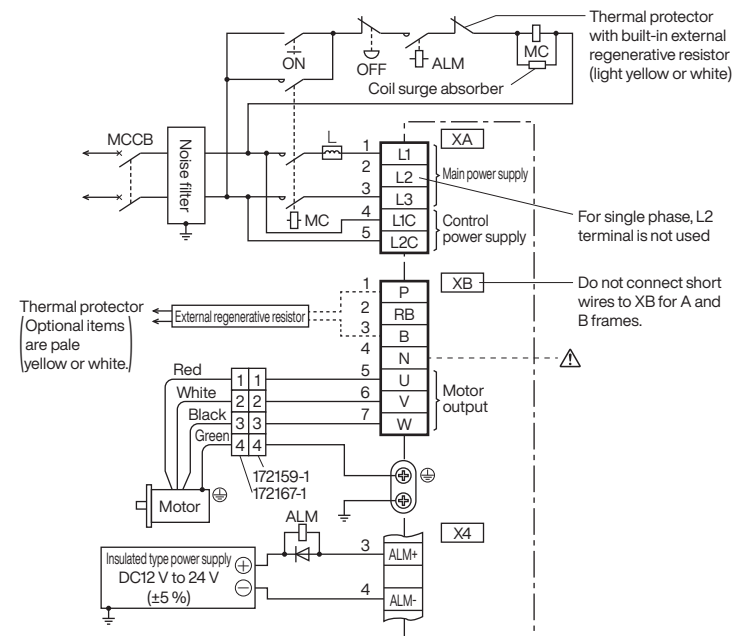 Thermal protector
with built-in external
regenerative resistor
(light yellow or white)
ON
OFF
ALM
MC
Coil surge absorber
MCCB
Noise filter
L
MC
XA
1 L1
2 L2
3 L3
4 L1C
5 L2C
Main power supply
Control
power supply
For single phase, L2
terminal is not used
XB
Do not connect short
wires to XB for A and
B frames.
1 P
2 RB
3 B
4 N
5 U
6 V
7 W
Motor
output
Thermal protector
(Optional items
are pale
yellow or white.)
External regenerative resistor
Red
White
Black
Green
1 1
2 2
3 3
4 4
172159-1
172167-1
Motor
ALM
X4
Insulated type power supply
DC12 V to 24 V
(±5 %)
+
−
3 ALM+
4 ALM-